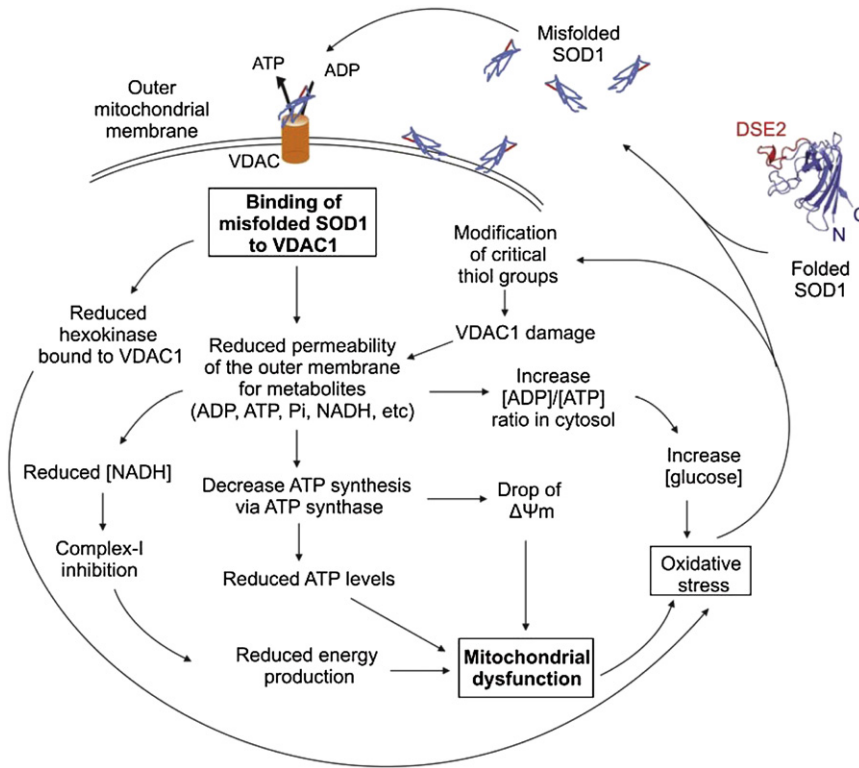 Misfolded
SOD1
ATP
ADP
Outer
mitochondrial
membrane
VDAC
DSE2
N
C
Folded
SOD1
Binding of
misfolded SOD1
to VDAC1
Modification
of critical
thiol groups
Reduced
hexokinase
bound to VDAC1
VDAC1 damage
Reduced permeability
of the outer membrane
for metabolites
(ADP, ATP, Pi, NADH, etc)
Increase
[ADP]/[ATP]
ratio in cytosol
Reduced [NADH]
Increase
[glucose]
Decrease ATP synthesis
via ATP synthase
Drop of
ΔΨm
Complex-I
inhibition
Oxidative
stress
Reduced ATP levels
Reduced energy
production
Mitochondrial
dysfunction